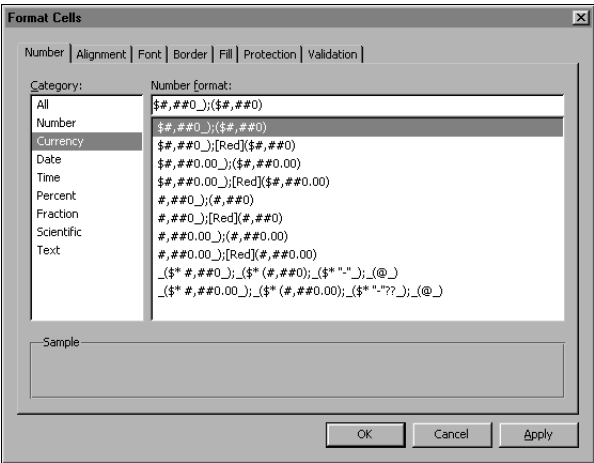 Format Cells
Number Alignment Font Border Fill Protection Validation
Category:
All
Number
Currency
Date
Time
Percent
Fraction
Scientific
Text
Number format:
$#,##0_);($#,##0)
$#,##0_);($#,##0)
$#,##0_);[Red]($#,##0)
$#,##0.00_);($#,##0.00)
$#,##0.00_);[Red]($#,##0.00)
#,##0_);(#,##0)
#,##0_);[Red](#,##0)
#,##0.00_);(#,##0.00)
#,##0.00_);[Red](#,##0.00)
_($* #,##0_);_($* (#,##0);_($* "-"_);_(@_)
_($* #,##0.00_);_($* (#,##0.00);_($* "-"??_);_(@_)
Sample
OK Cancel Apply